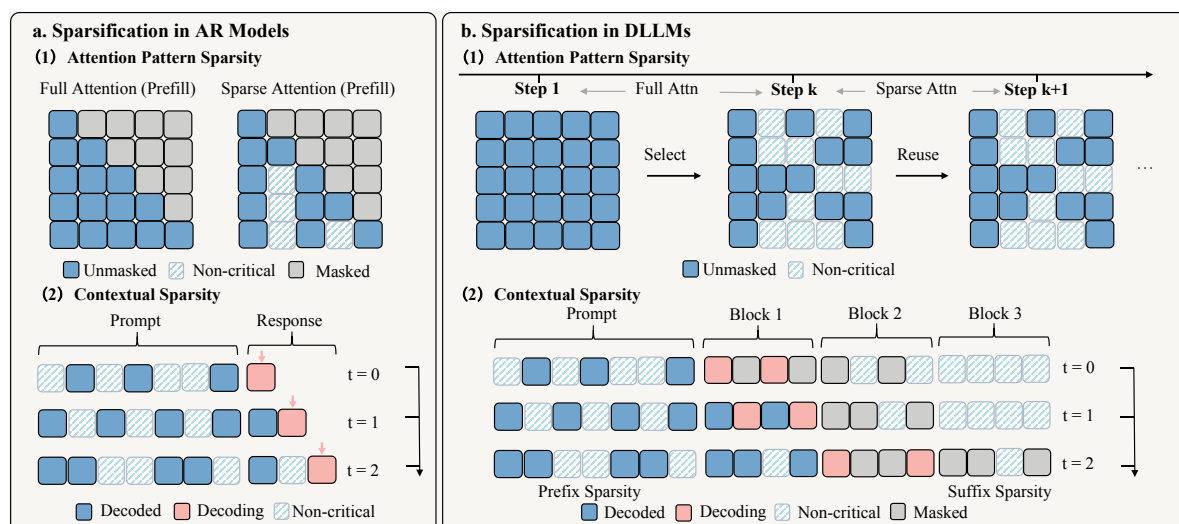 a. Sparsification in AR Models
(1) Attention Pattern Sparsity
Full Attention (Prefill)
Sparse Attention (Prefill)
Unmasked
Non-critical
Masked
(2) Contextual Sparsity
Prompt
Response
t = 0
t = 1
t = 2
Decoded
Decoding
Non-critical
b. Sparsification in DLLMs
(1) Attention Pattern Sparsity
Step 1
Full Attn
Step k
Sparse Attn
Step k+1
Select
Reuse
...
Unmasked
Non-critical
(2) Contextual Sparsity
Prompt
Block 1
Block 2
Block 3
t = 0
t = 1
t = 2
Prefix Sparsity
Suffix Sparsity
Decoded
Decoding
Non-critical
Masked